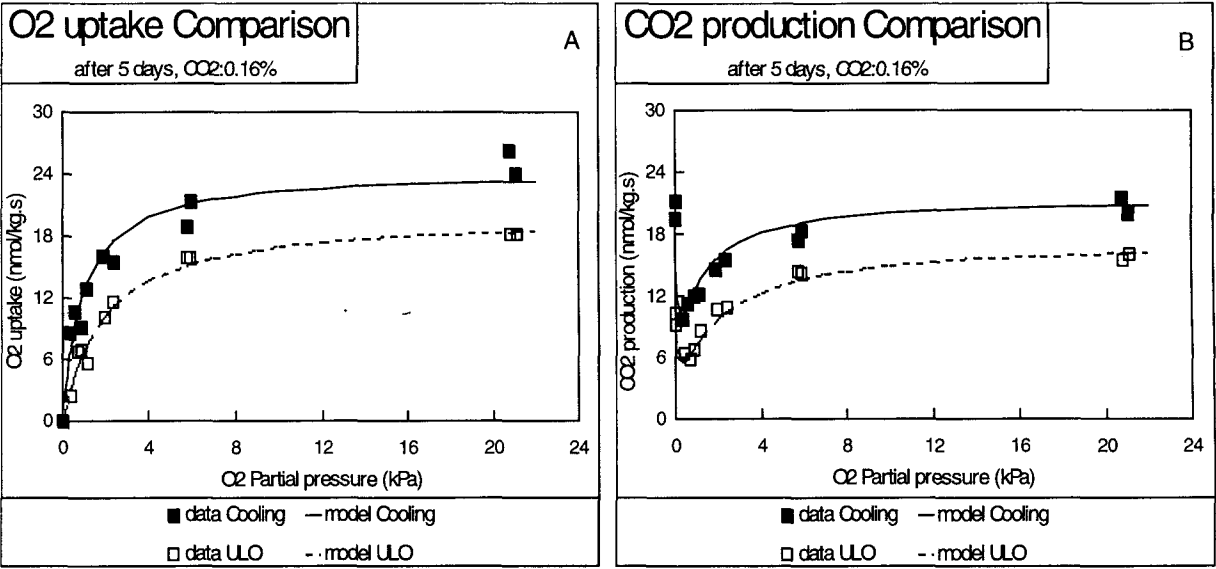 O2 uptake Comparison
after 5 days, CO2:0.16%
A
30
24
18
12
6
0
O2 uptake (nmol/kg.s)
0 4 8 12 16 20 24
O2 Partial pressure (kPa)
data Cooling model Cooling
data ULO model ULO
CO2 production Comparison
after 5 days, CO2:0.16%
B
30
24
18
12
6
0
CO2 production (nmol/kg.s)
0 4 8 12 16 20 24
O2 Partial pressure (kPa)
data Cooling model Cooling
data ULO model ULO